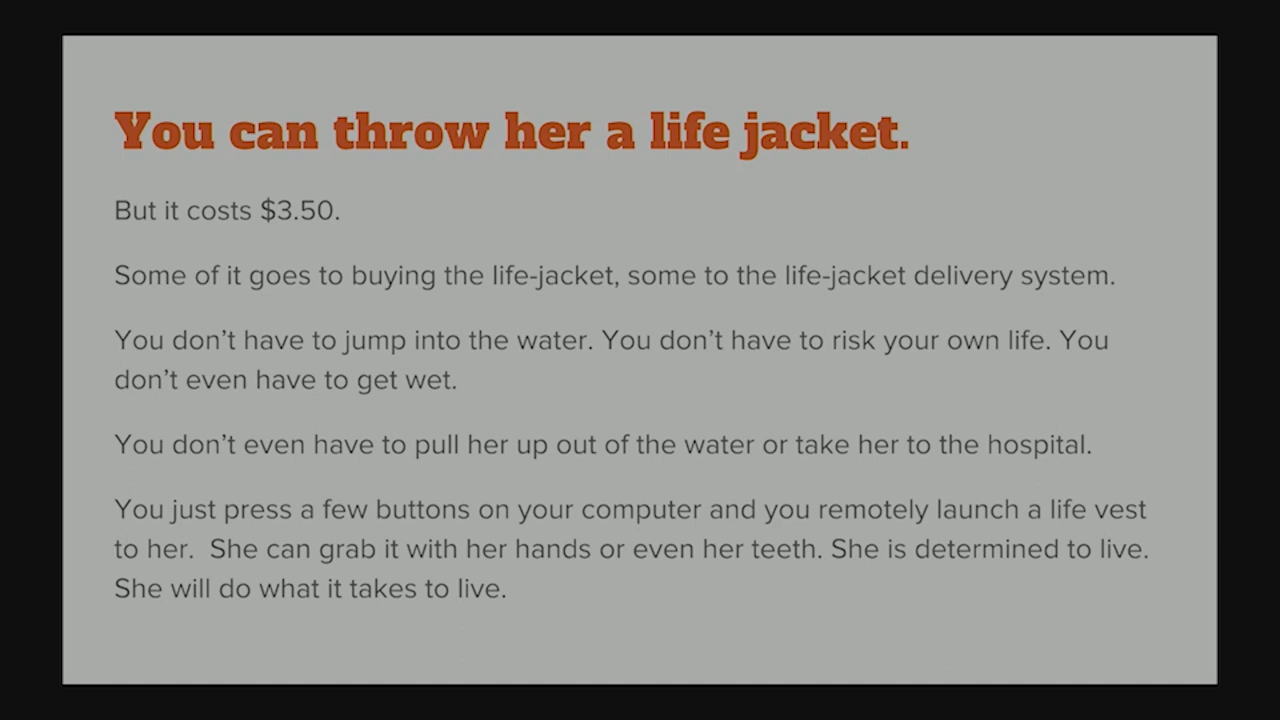 You can throw her a life jacket.
But it costs $3.50.
Some of it goes to buying the life-jacket, some to the life-jacket delivery system.
You don’t have to jump into the water. You don’t have to risk your own life. You
don’t even have to get wet.
You don’t even have to pull her up out of the water or take her to the hospital.
You just press a few buttons on your computer and you remotely launch a life vest
to her.  She can grab it with her hands or even her teeth. She is determined to live.
She will do what it takes to live.